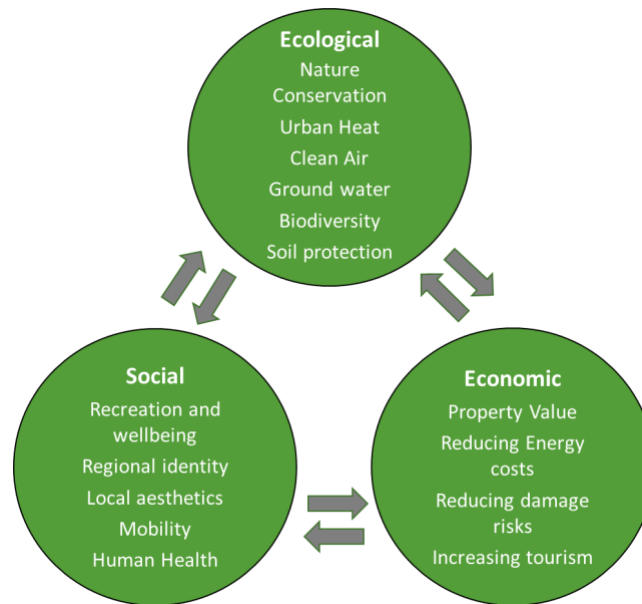 Ecological
Nature
Conservation
Urban Heat
Clean Air
Ground water
Biodiversity
Soil protection
Social
Recreation and
wellbeing
Regional identity
Local aesthetics
Mobility
Human Health
Economic
Property Value
Reducing Energy
costs
Reducing damage
risks
Increasing tourism